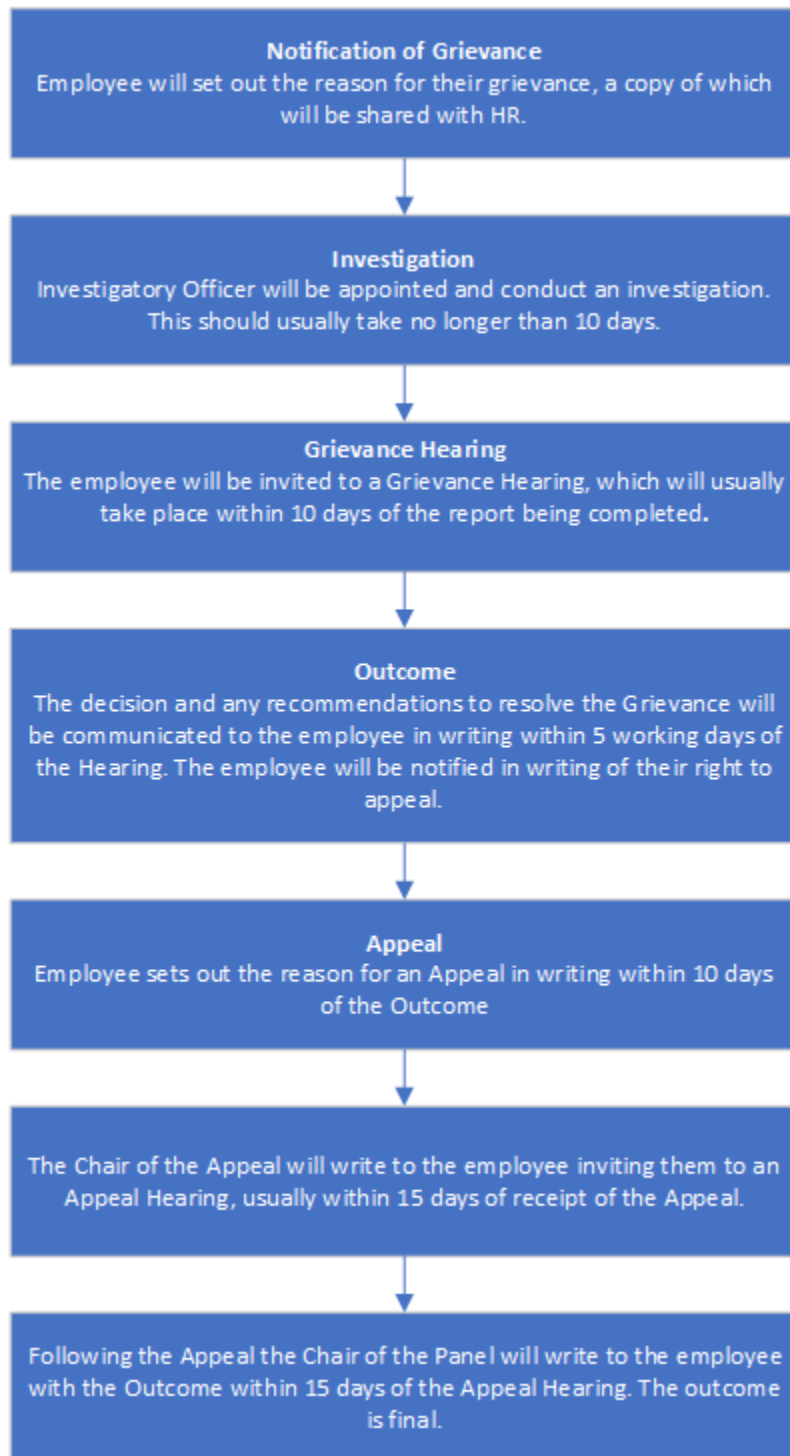 Notification of Grievance
Employee will set out the reason for their grievance, a copy of which
will be shared with HR.
Investigation
Investigatory Officer will be appointed and conduct an investigation.
This should usually take no longer than 10 days.
Grievance Hearing
The employee will be invited to a Grievance Hearing, which will usually
take place within 10 days of the report being completed.
Outcome
The decision and any recommendations to resolve the Grievance will
be communicated to the employee in writing within 5 working days of
the Hearing. The employee will be notified in writing of their right to
appeal.
Appeal
Employee sets out the reason for an Appeal in writing within 10 days
of the Outcome
The Chair of the Appeal will write to the employee inviting them to an
Appeal Hearing, usually within 15 days of receipt of the Appeal.
Following the Appeal the Chair of the Panel will write to the employee
with the Outcome within 15 days of the Appeal Hearing. The outcome
is final.